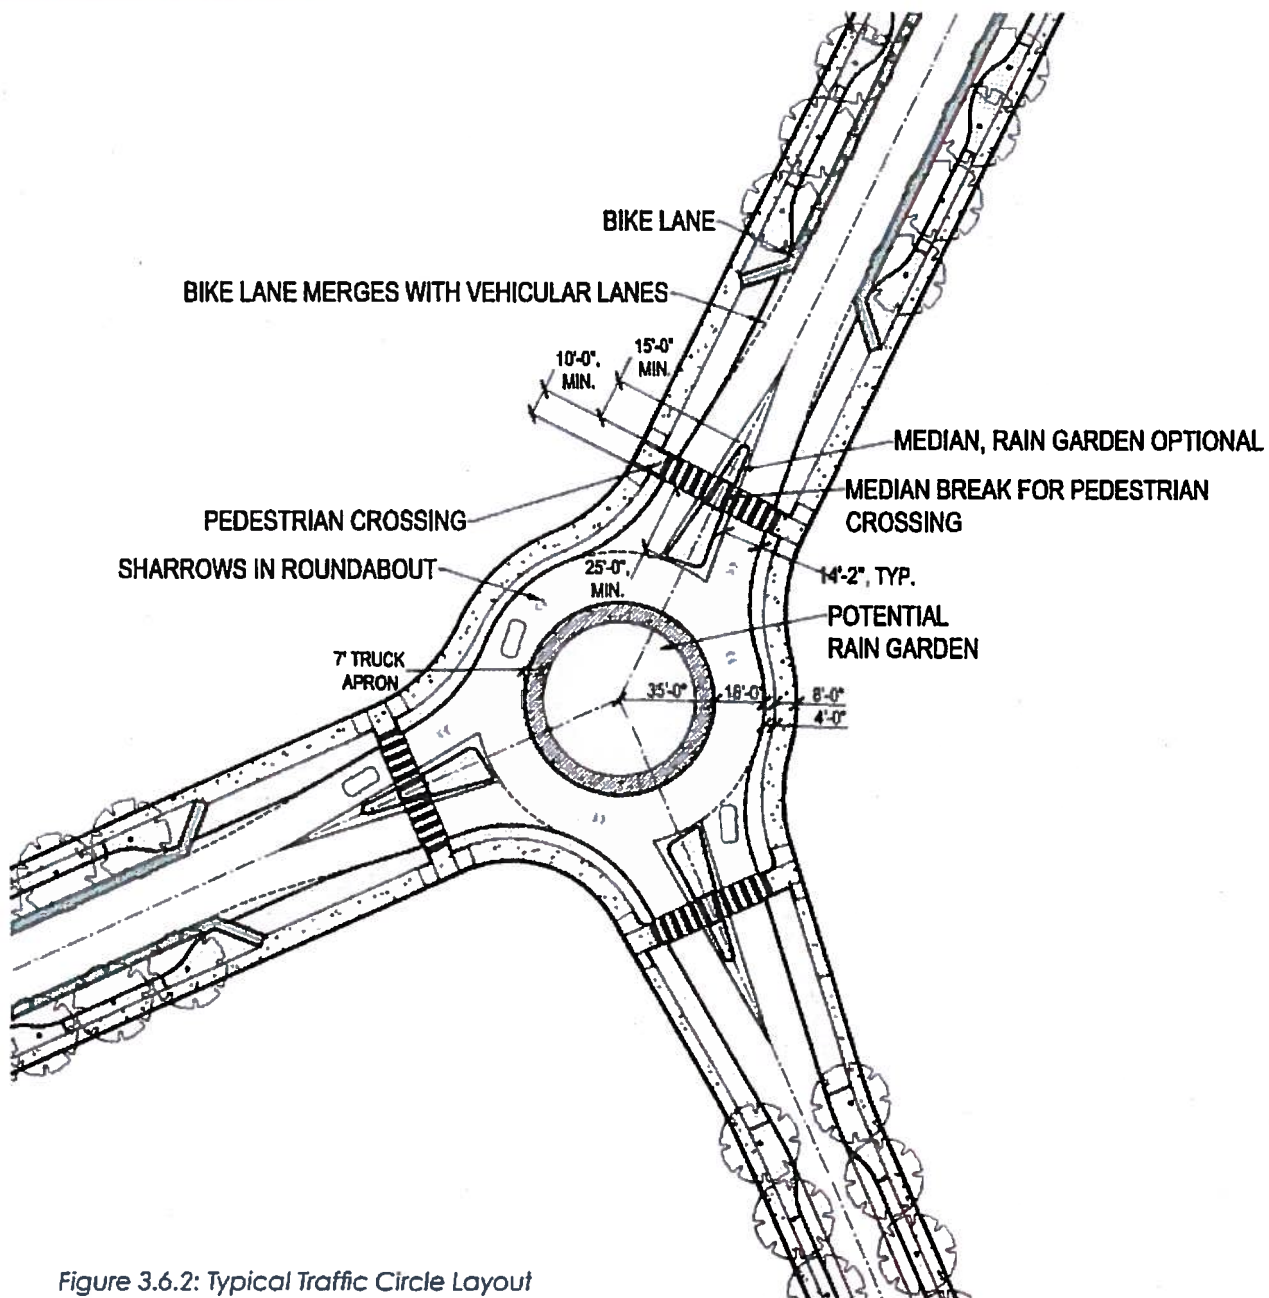 BIKE LANE
BIKE LANE MERGES WITH VEHICULAR LANES
10'-0",
MIN.
15'-0"
MIN.
MEDIAN, RAIN GARDEN OPTIONAL
MEDIAN BREAK FOR PEDESTRIAN
CROSSING
PEDESTRIAN CROSSING
SHARROWS IN ROUNDABOUT
25'-0",
MIN.
14'-2", TYP.
POTENTIAL
RAIN GARDEN
7' TRUCK
APRON
35'-0"
18'-0"
8'-0"
4'-0"
Figure 3.6.2: Typical Traffic Circle Layout